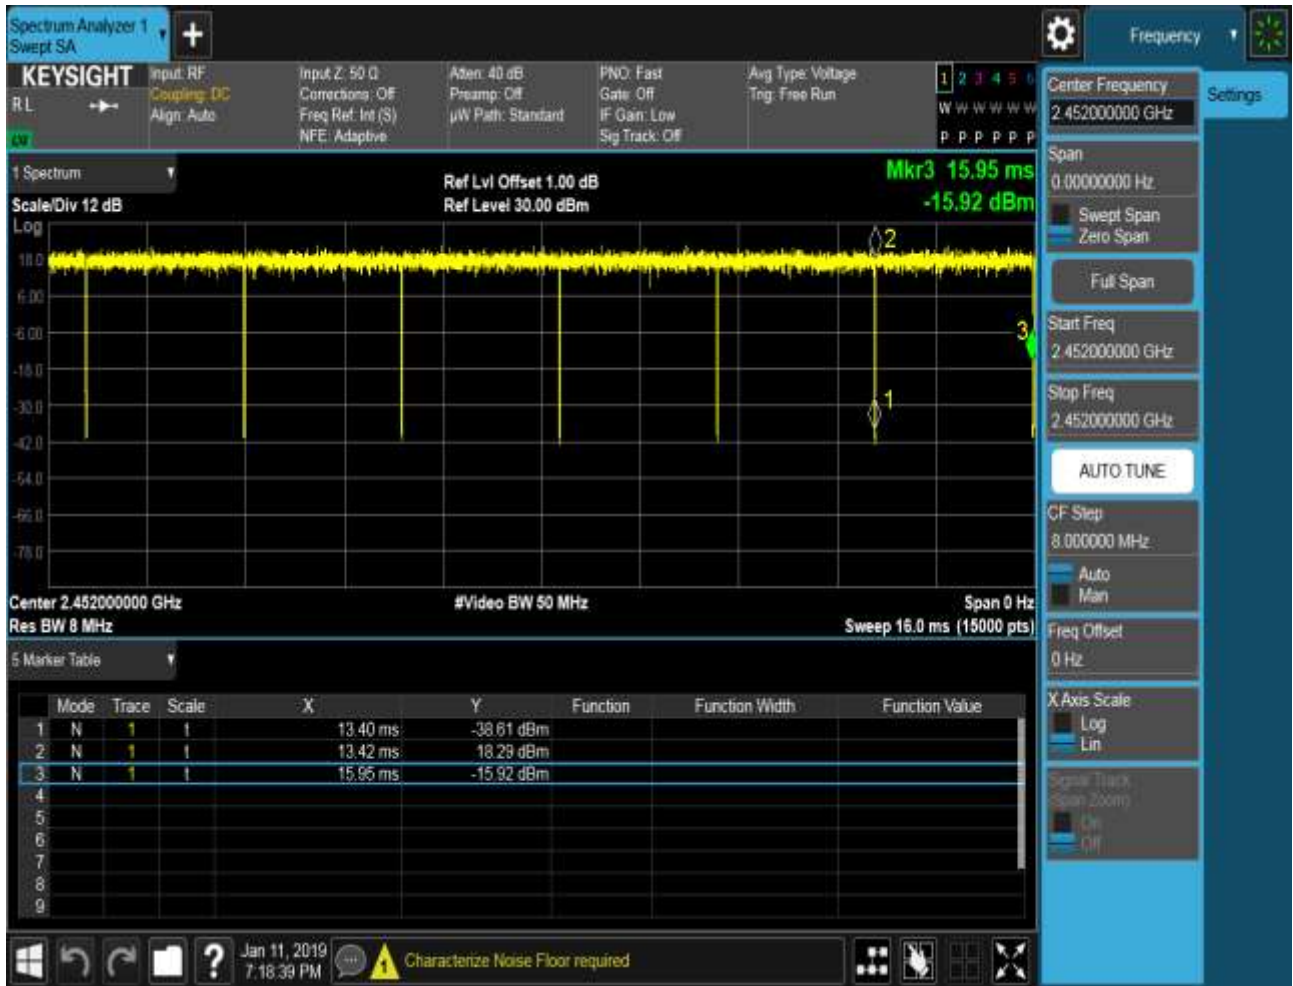 Spectrum Analyzer 1
Swept SA
+
Frequency
KEYSIGHT
R L
Input: RF
Coupling: DC
Align: Auto
Input Z: 50 Ω
Corrections: Off
Freq Ref: Int (S)
NFE: Adaptive
Atten: 40 dB
Preamp: Off
µW Path: Standard
PNO: Fast
Gate: Off
IF Gain: Low
Sig Track: Off
Avg Type: Voltage
Trig: Free Run
1 2 3 4 5 6
W W W W W W
P P P P P P
Center Frequency
2.452000000 GHz
Settings
Span
0.00000000 Hz
Swept Span
Zero Span
Full Span
Start Freq
2.452000000 GHz
Stop Freq
2.452000000 GHz
AUTO TUNE
CF Step
8.000000 MHz
Auto
Man
Freq Offset
0 Hz
X Axis Scale
Log
Lin
Signal Track
(Span Zoom)
On
Off
1 Spectrum
Scale/Div 12 dB
Log
Ref Lvl Offset 1.00 dB
Ref Level 30.00 dBm
Mkr3 15.95 ms
-15.92 dBm
18.0
6.00
-6.00
-18.0
-30.0
-42.0
-54.0
-66.0
-78.0
2
3
1
Center 2.452000000 GHz
#Video BW 50 MHz
Span 0 Hz
Res BW 8 MHz
Sweep 16.0 ms (15000 pts)
5 Marker Table
Mode Trace Scale X Y Function Function Width Function Value
1 N 1 t 13.40 ms -38.61 dBm
2 N 1 t 13.42 ms 18.29 dBm
3 N 1 t 15.95 ms -15.92 dBm
4
5
6
7
8
9
?
Jan 11, 2019
7:18:39 PM
1
Characterize Noise Floor required